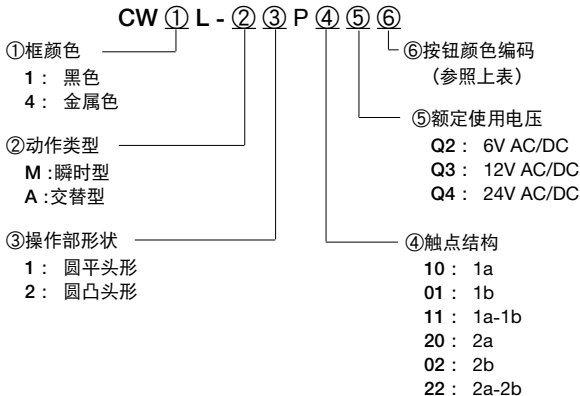 CW ① L - ② ③ P ④ ⑤ ⑥
①框颜色
1： 黑色
4： 金属色
②动作类型
M :瞬时型
A :交替型
③操作部形状
1： 圆平头形
2： 圆凸头形
⑥按钮颜色编码
（参照上表）
⑤额定使用电压
Q2： 6V AC/DC
Q3： 12V AC/DC
Q4： 24V AC/DC
④触点结构
10： 1a
01： 1b
11： 1a-1b
20： 2a
02： 2b
22： 2a-2b